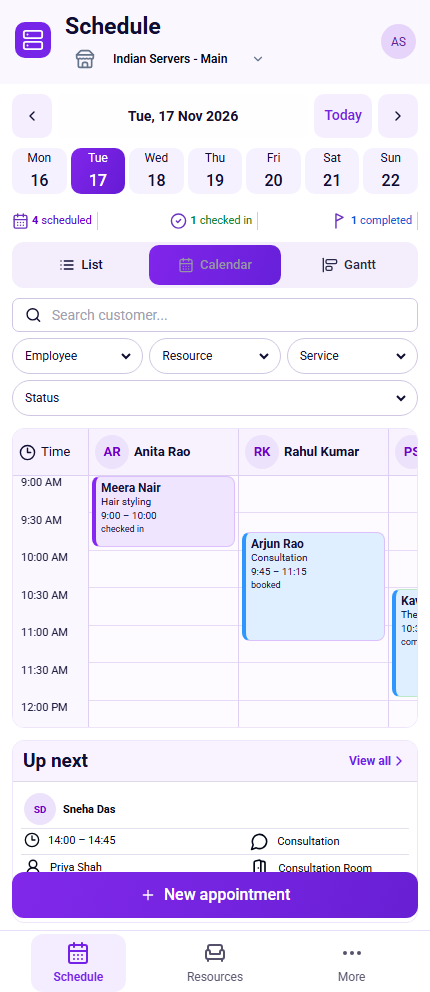 Schedule
Indian Servers - Main
AS
Tue, 17 Nov 2026
Today
Mon Tue Wed Thu Fri Sat Sun
16 17 18 19 20 21 22
4 scheduled
1 checked in
1 completed
List
Calendar
Gantt
Search customer...
Employee
Resource
Service
Status
Time
AR Anita Rao
RK Rahul Kumar
9:00 AM
Meera Nair
Hair styling
9:00 – 10:00
checked in
9:30 AM
Arjun Rao
Consultation
9:45 – 11:15
booked
10:00 AM
10:30 AM
11:00 AM
11:30 AM
12:00 PM
Up next
View all
SD Sneha Das
14:00 – 14:45
Consultation
Priya Shah
Consultation Room
+ New appointment
Schedule
Resources
More